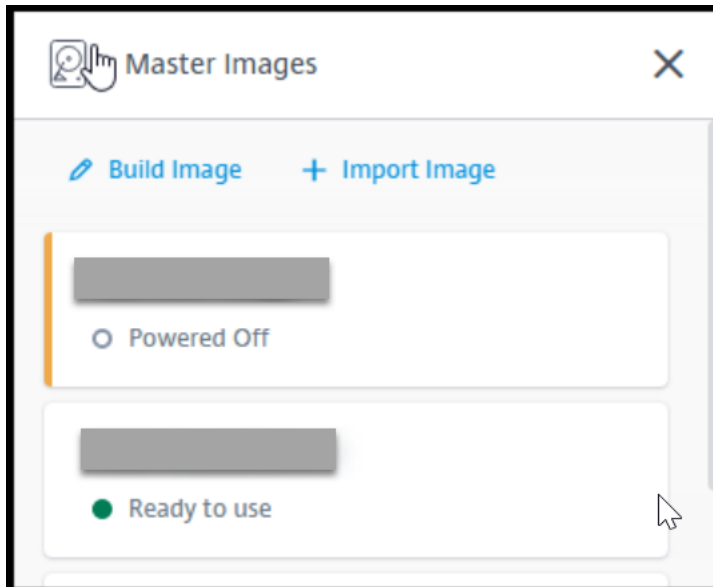 Master Images
Build Image
Import Image
Powered Off
Ready to use